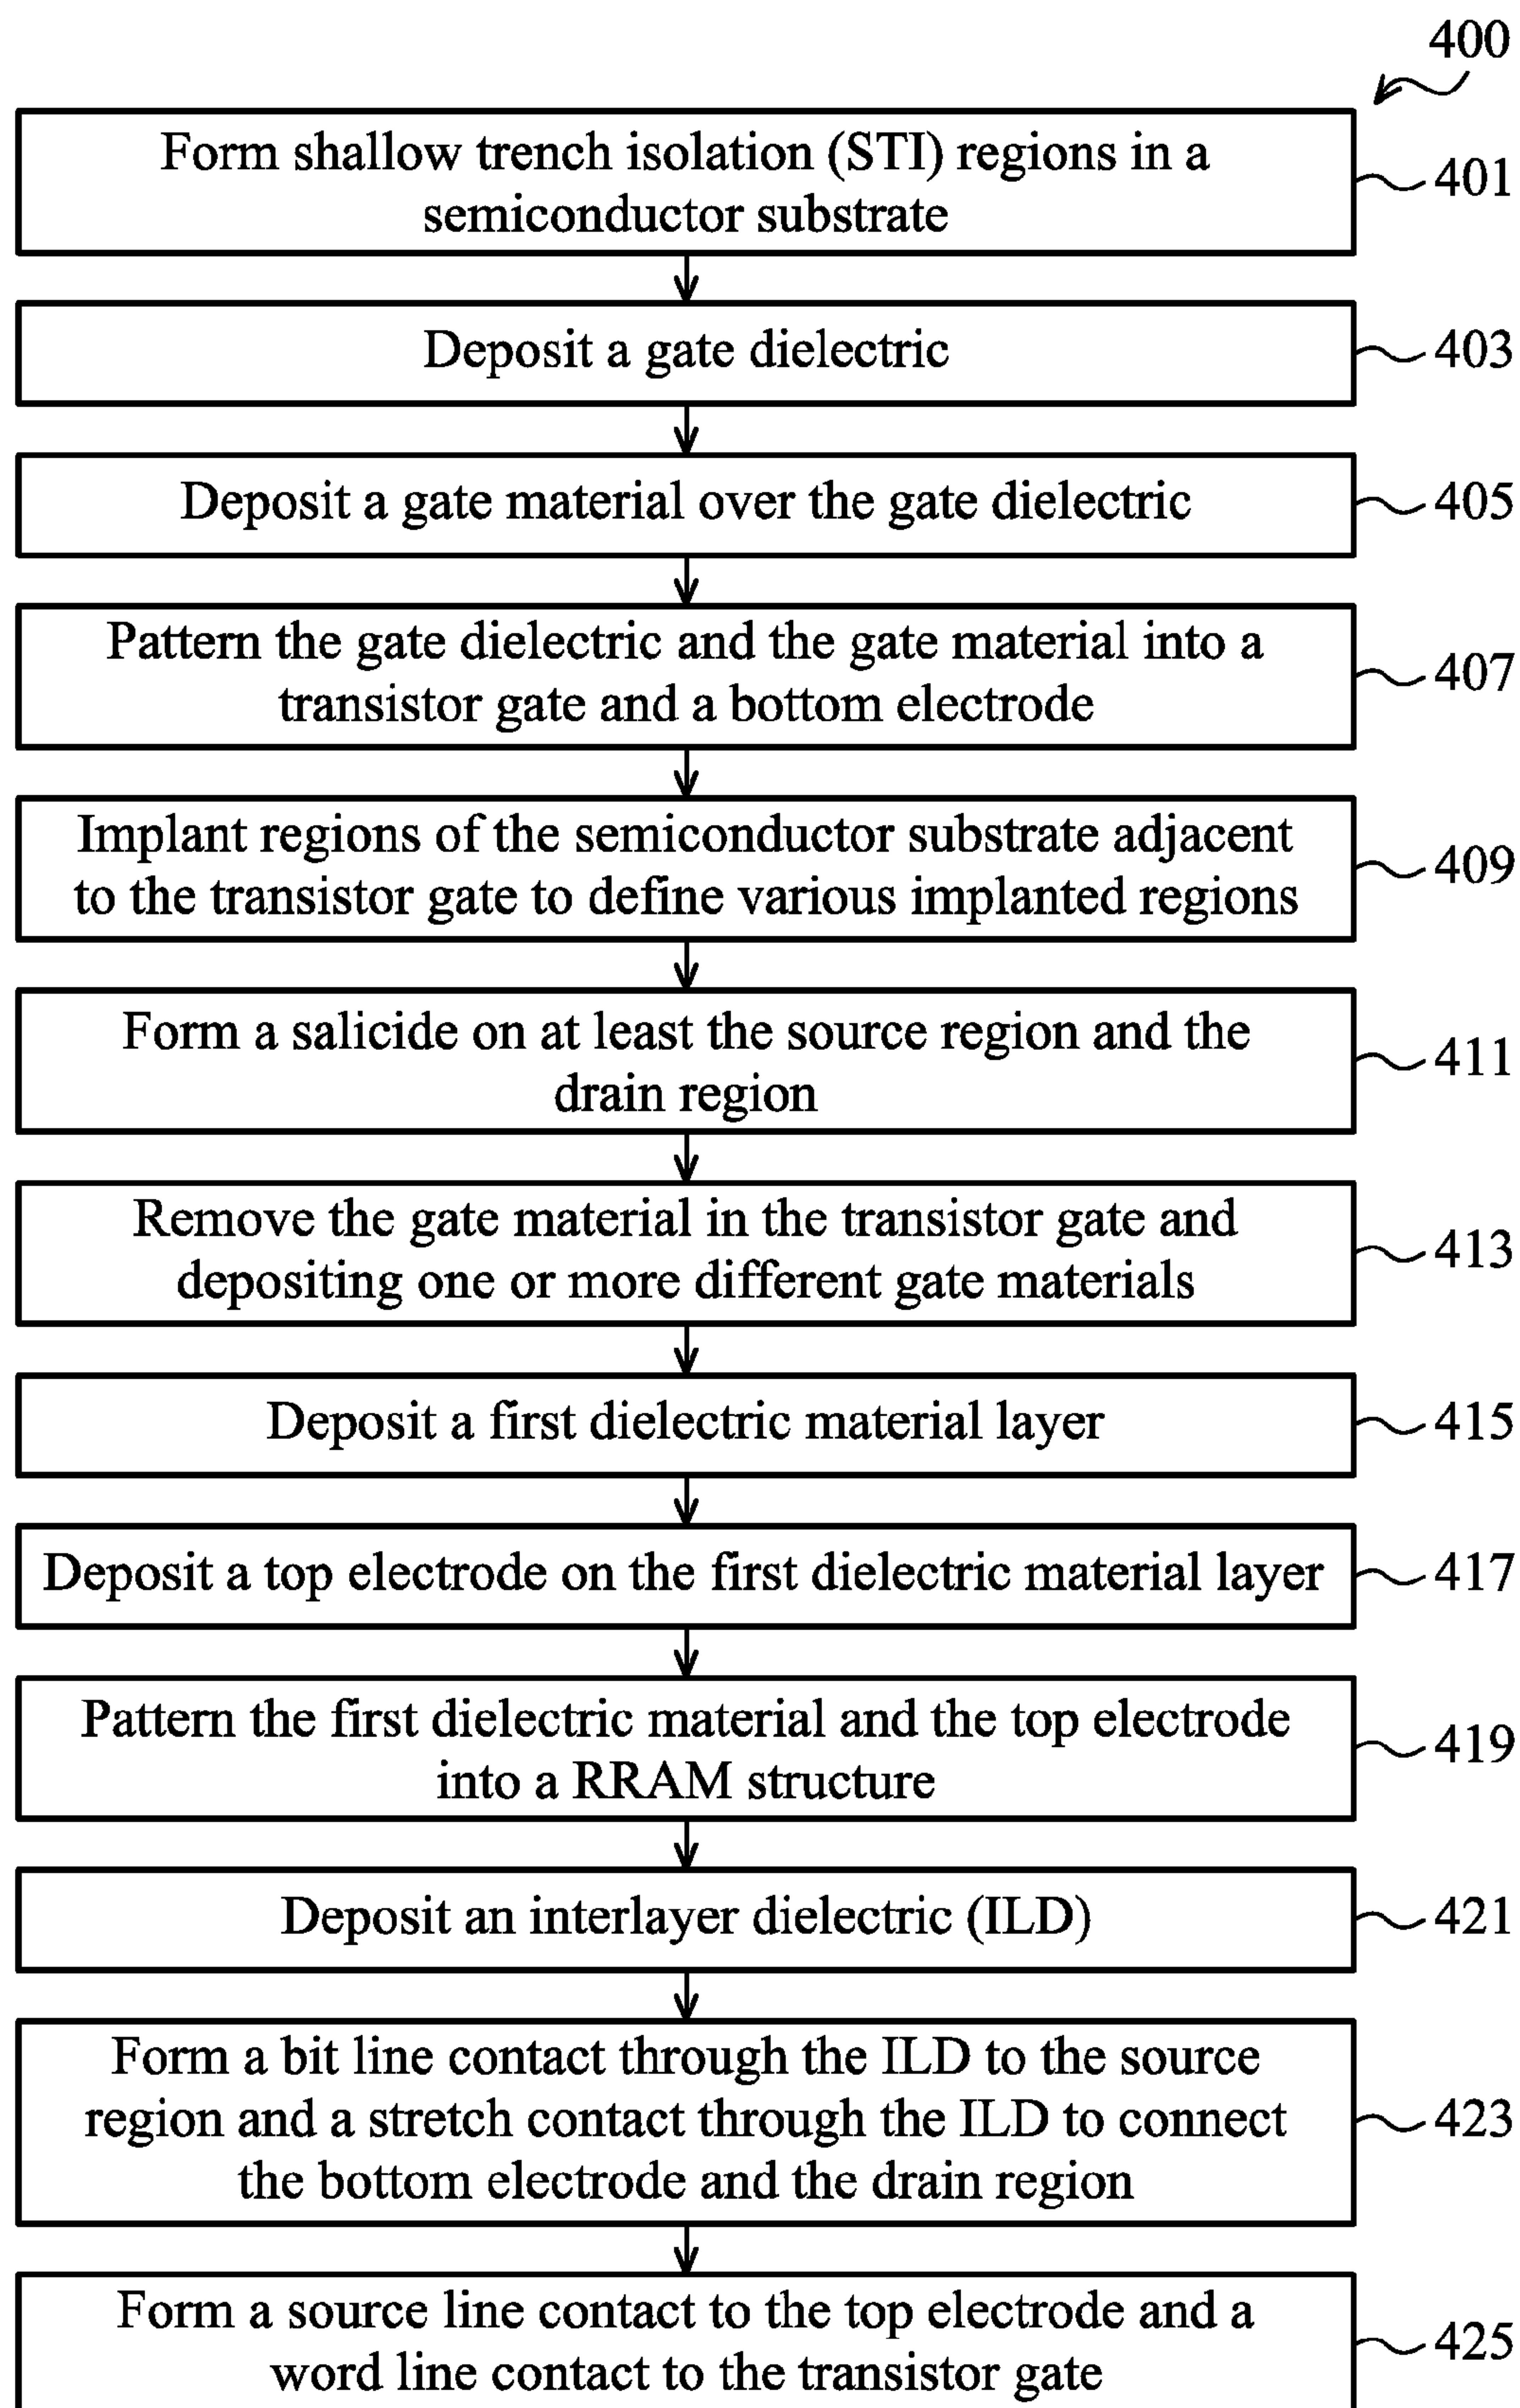 400
Form shallow trench isolation (STI) regions in a
semiconductor substrate
401
Deposit a gate dielectric
403
Deposit a gate material over the gate dielectric
405
Pattern the gate dielectric and the gate material into a
transistor gate and a bottom electrode
407
Implant regions of the semiconductor substrate adjacent
to the transistor gate to define various implanted regions
409
Form a salicide on at least the source region and the
drain region
411
Remove the gate material in the transistor gate and
depositing one or more different gate materials
413
Deposit a first dielectric material layer
415
Deposit a top electrode on the first dielectric material layer
417
Pattern the first dielectric material and the top electrode
into a RRAM structure
419
Deposit an interlayer dielectric (ILD)
421
Form a bit line contact through the ILD to the source
region and a stretch contact through the ILD to connect
the bottom electrode and the drain region
423
Form a source line contact to the top electrode and a
word line contact to the transistor gate
425